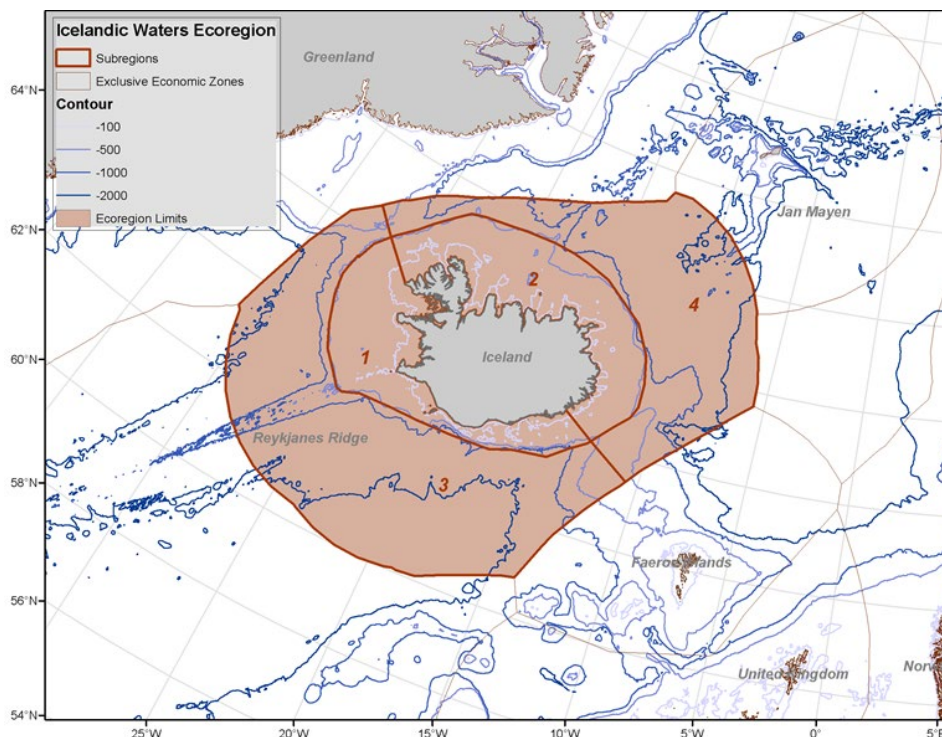 Icelandic Waters Ecoregion
Subregions
Exclusive Economic Zones
Contour
-100
-500
-1000
-2000
Ecoregion Limits
Greenland
Jan Mayen
Iceland
Reykjanes Ridge
Faeroe Islands
United Kingdom
Norw
1
2
3
4
64°N
62°N
60°N
58°N
56°N
54°N
25°W
20°W
15°W
10°W
5°W
0°
5°E